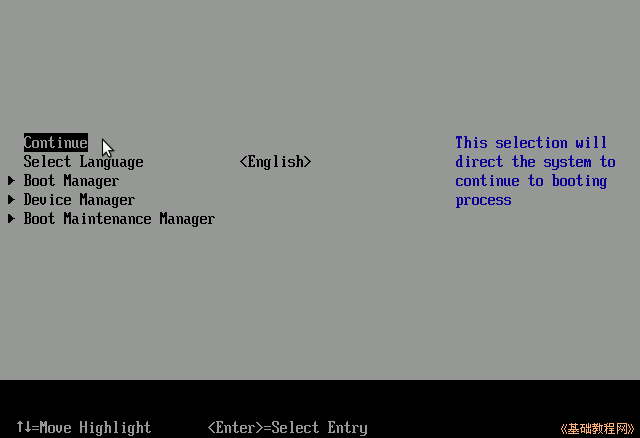 Continue
Select Language <English>
Boot Manager
Device Manager
Boot Maintenance Manager
This selection will
direct the system to
continue to booting
process
↑↓=Move Highlight <Enter>=Select Entry
《基础教程网》